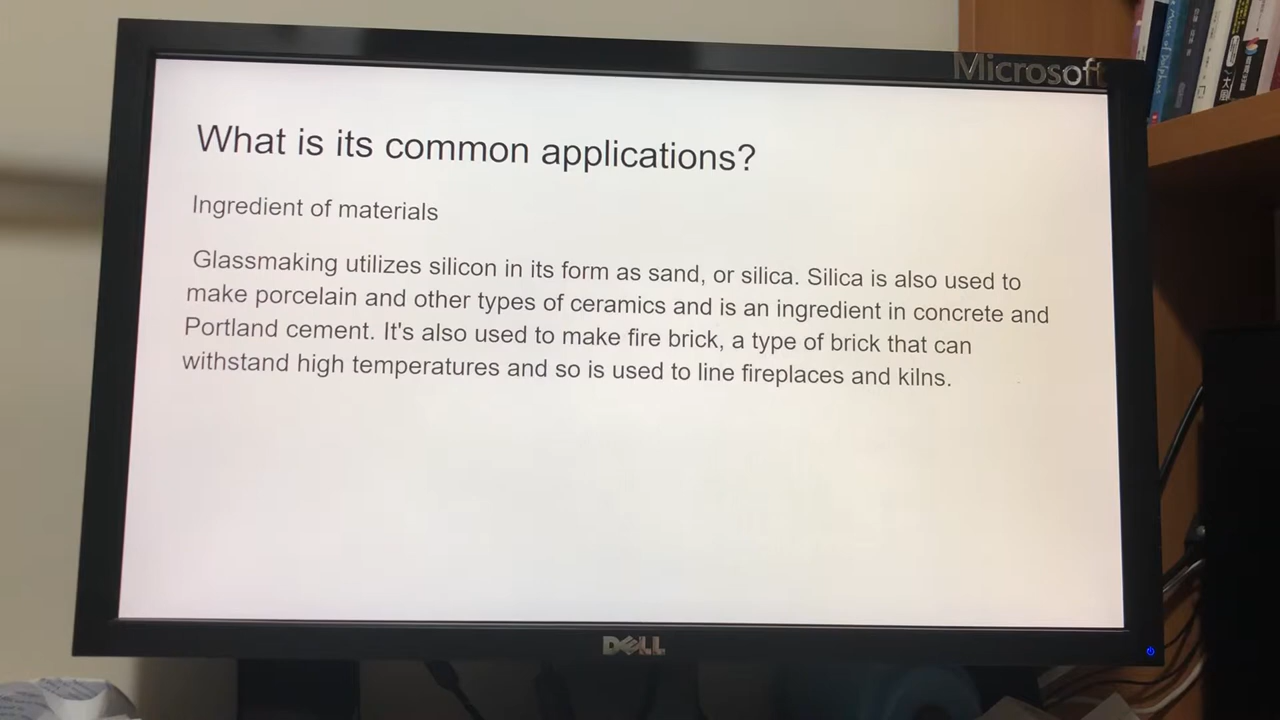 Microsoft
What is its common applications?
Ingredient of materials
Glassmaking utilizes silicon in its form as sand, or silica. Silica is also used to
make porcelain and other types of ceramics and is an ingredient in concrete and
Portland cement. It's also used to make fire brick, a type of brick that can
withstand high temperatures and so is used to line fireplaces and kilns.
DELL